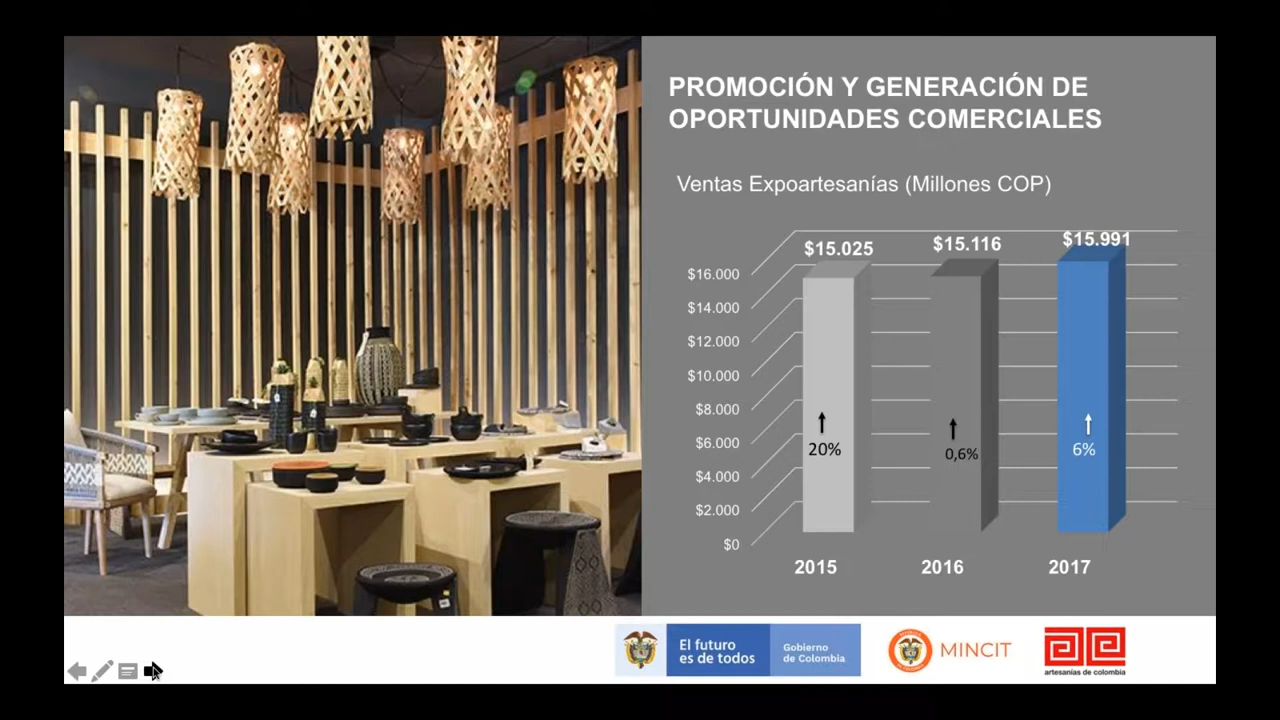 PROMOCIÓN Y GENERACIÓN DE
OPORTUNIDADES COMERCIALES
Ventas Expoartesanías (Millones COP)
$15.025
$15.116
$15.991
$16.000
$14.000
$12.000
$10.000
$8.000
$6.000
$4.000
$2.000
$0
20%
0,6%
6%
2015
2016
2017
El futuro
es de todos
Gobierno
de Colombia
MINCIT
artesanías de colombia